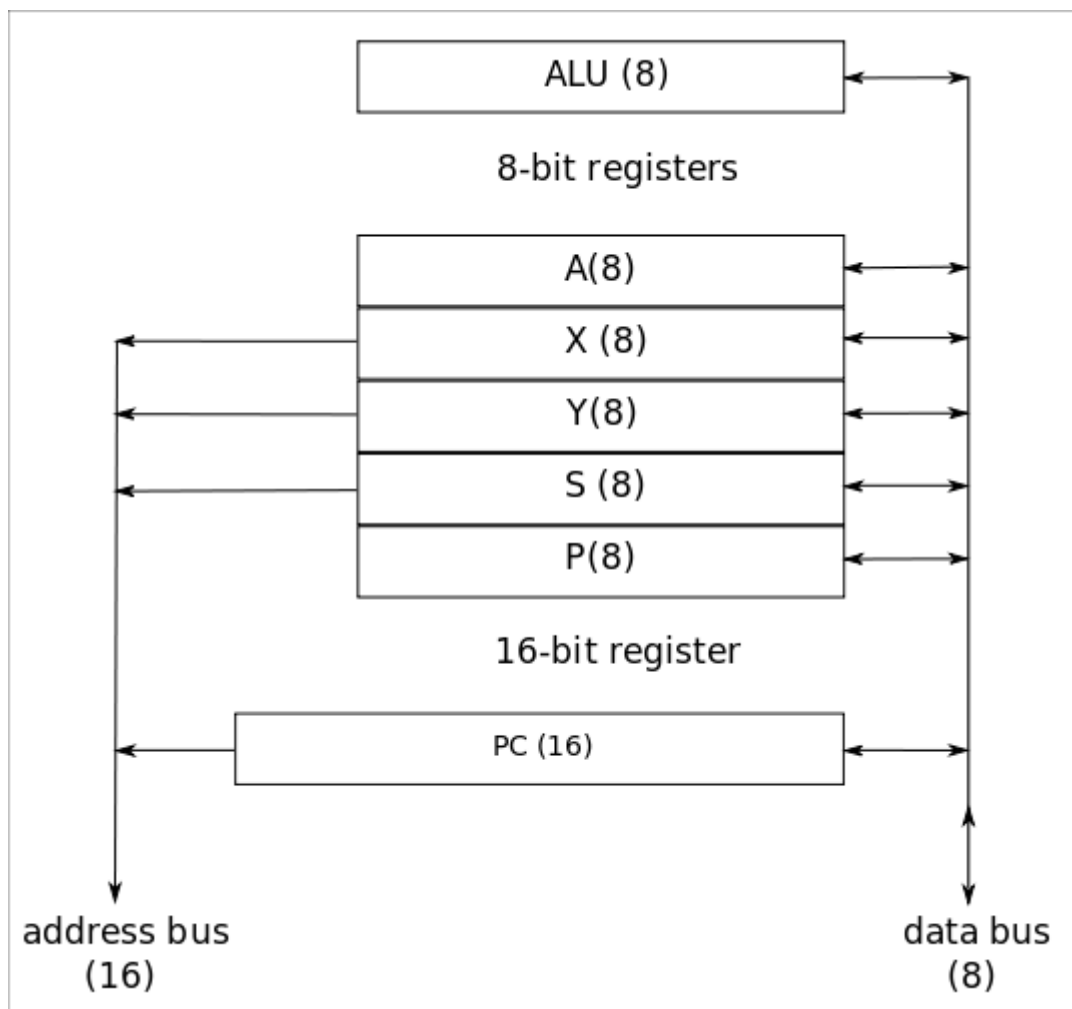 ALU (8)
8-bit registers
A(8)
X (8)
Y(8)
S (8)
P(8)
16-bit register
PC (16)
address bus
(16)
data bus
(8)